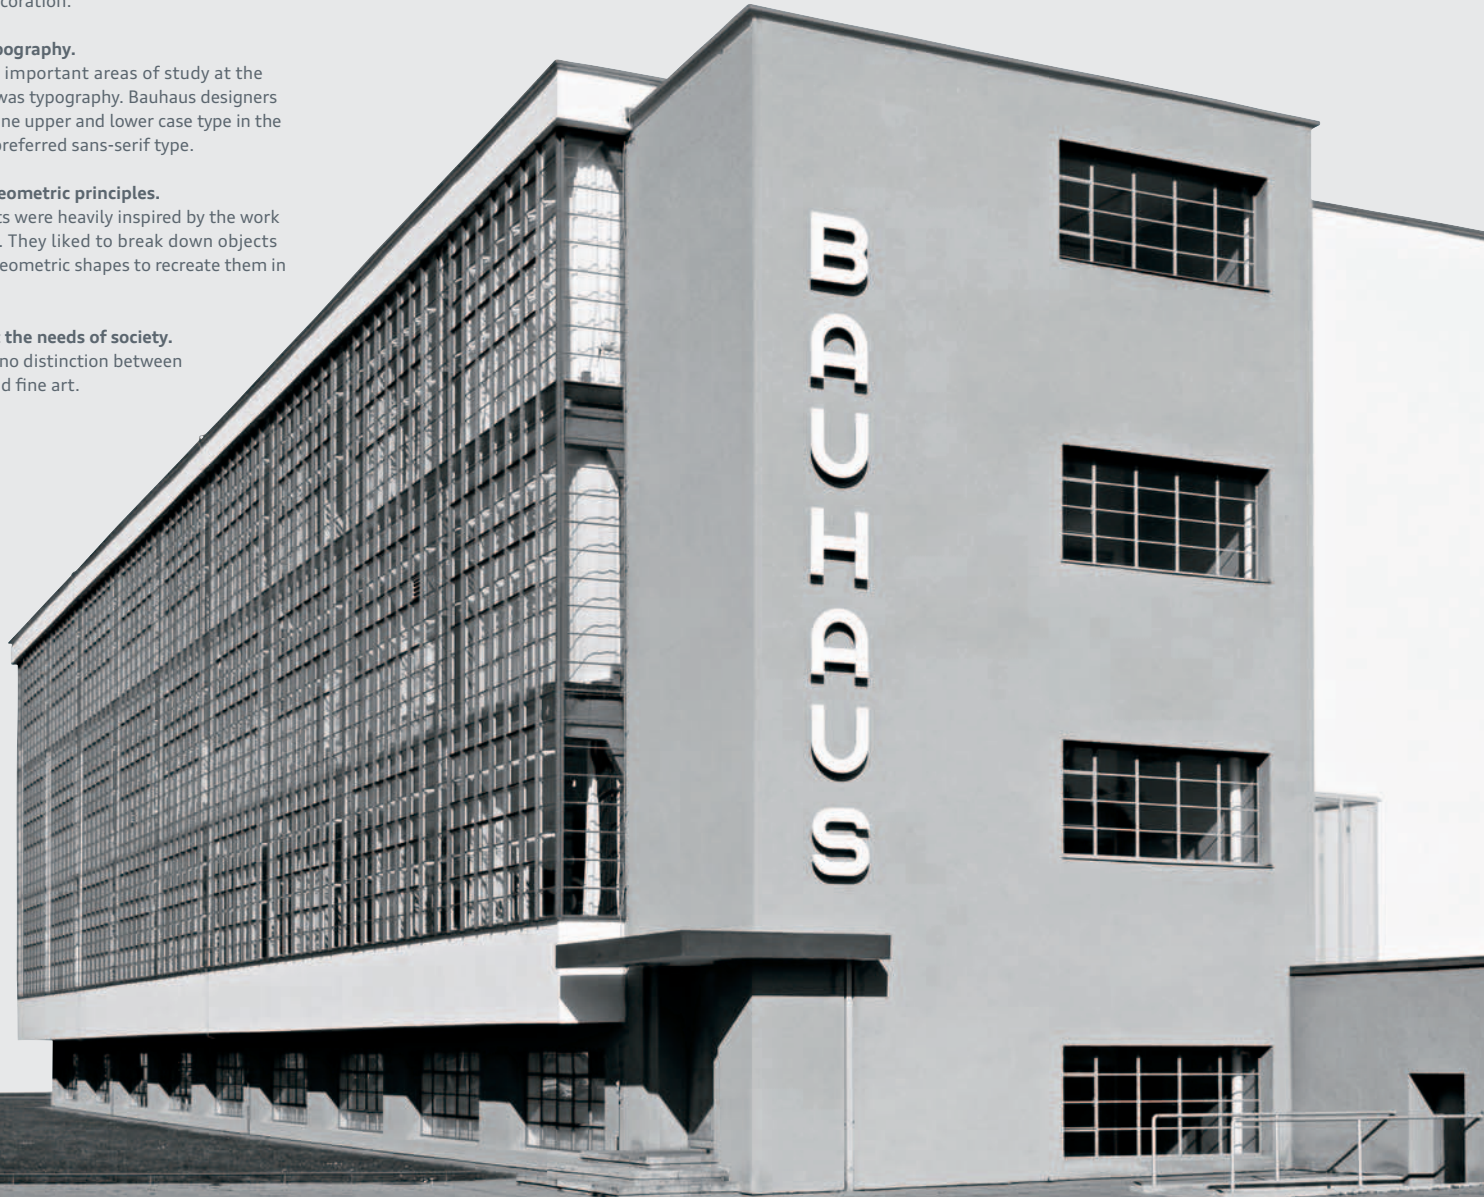 coration.
pography.
important areas of study at the
was typography. Bauhaus designers
ne upper and lower case type in the
preferred sans-serif type.
eometric principles.
ts were heavily inspired by the work
. They liked to break down objects
eometric shapes to recreate them in
the needs of society.
no distinction between
d fine art.
BAUHAUS